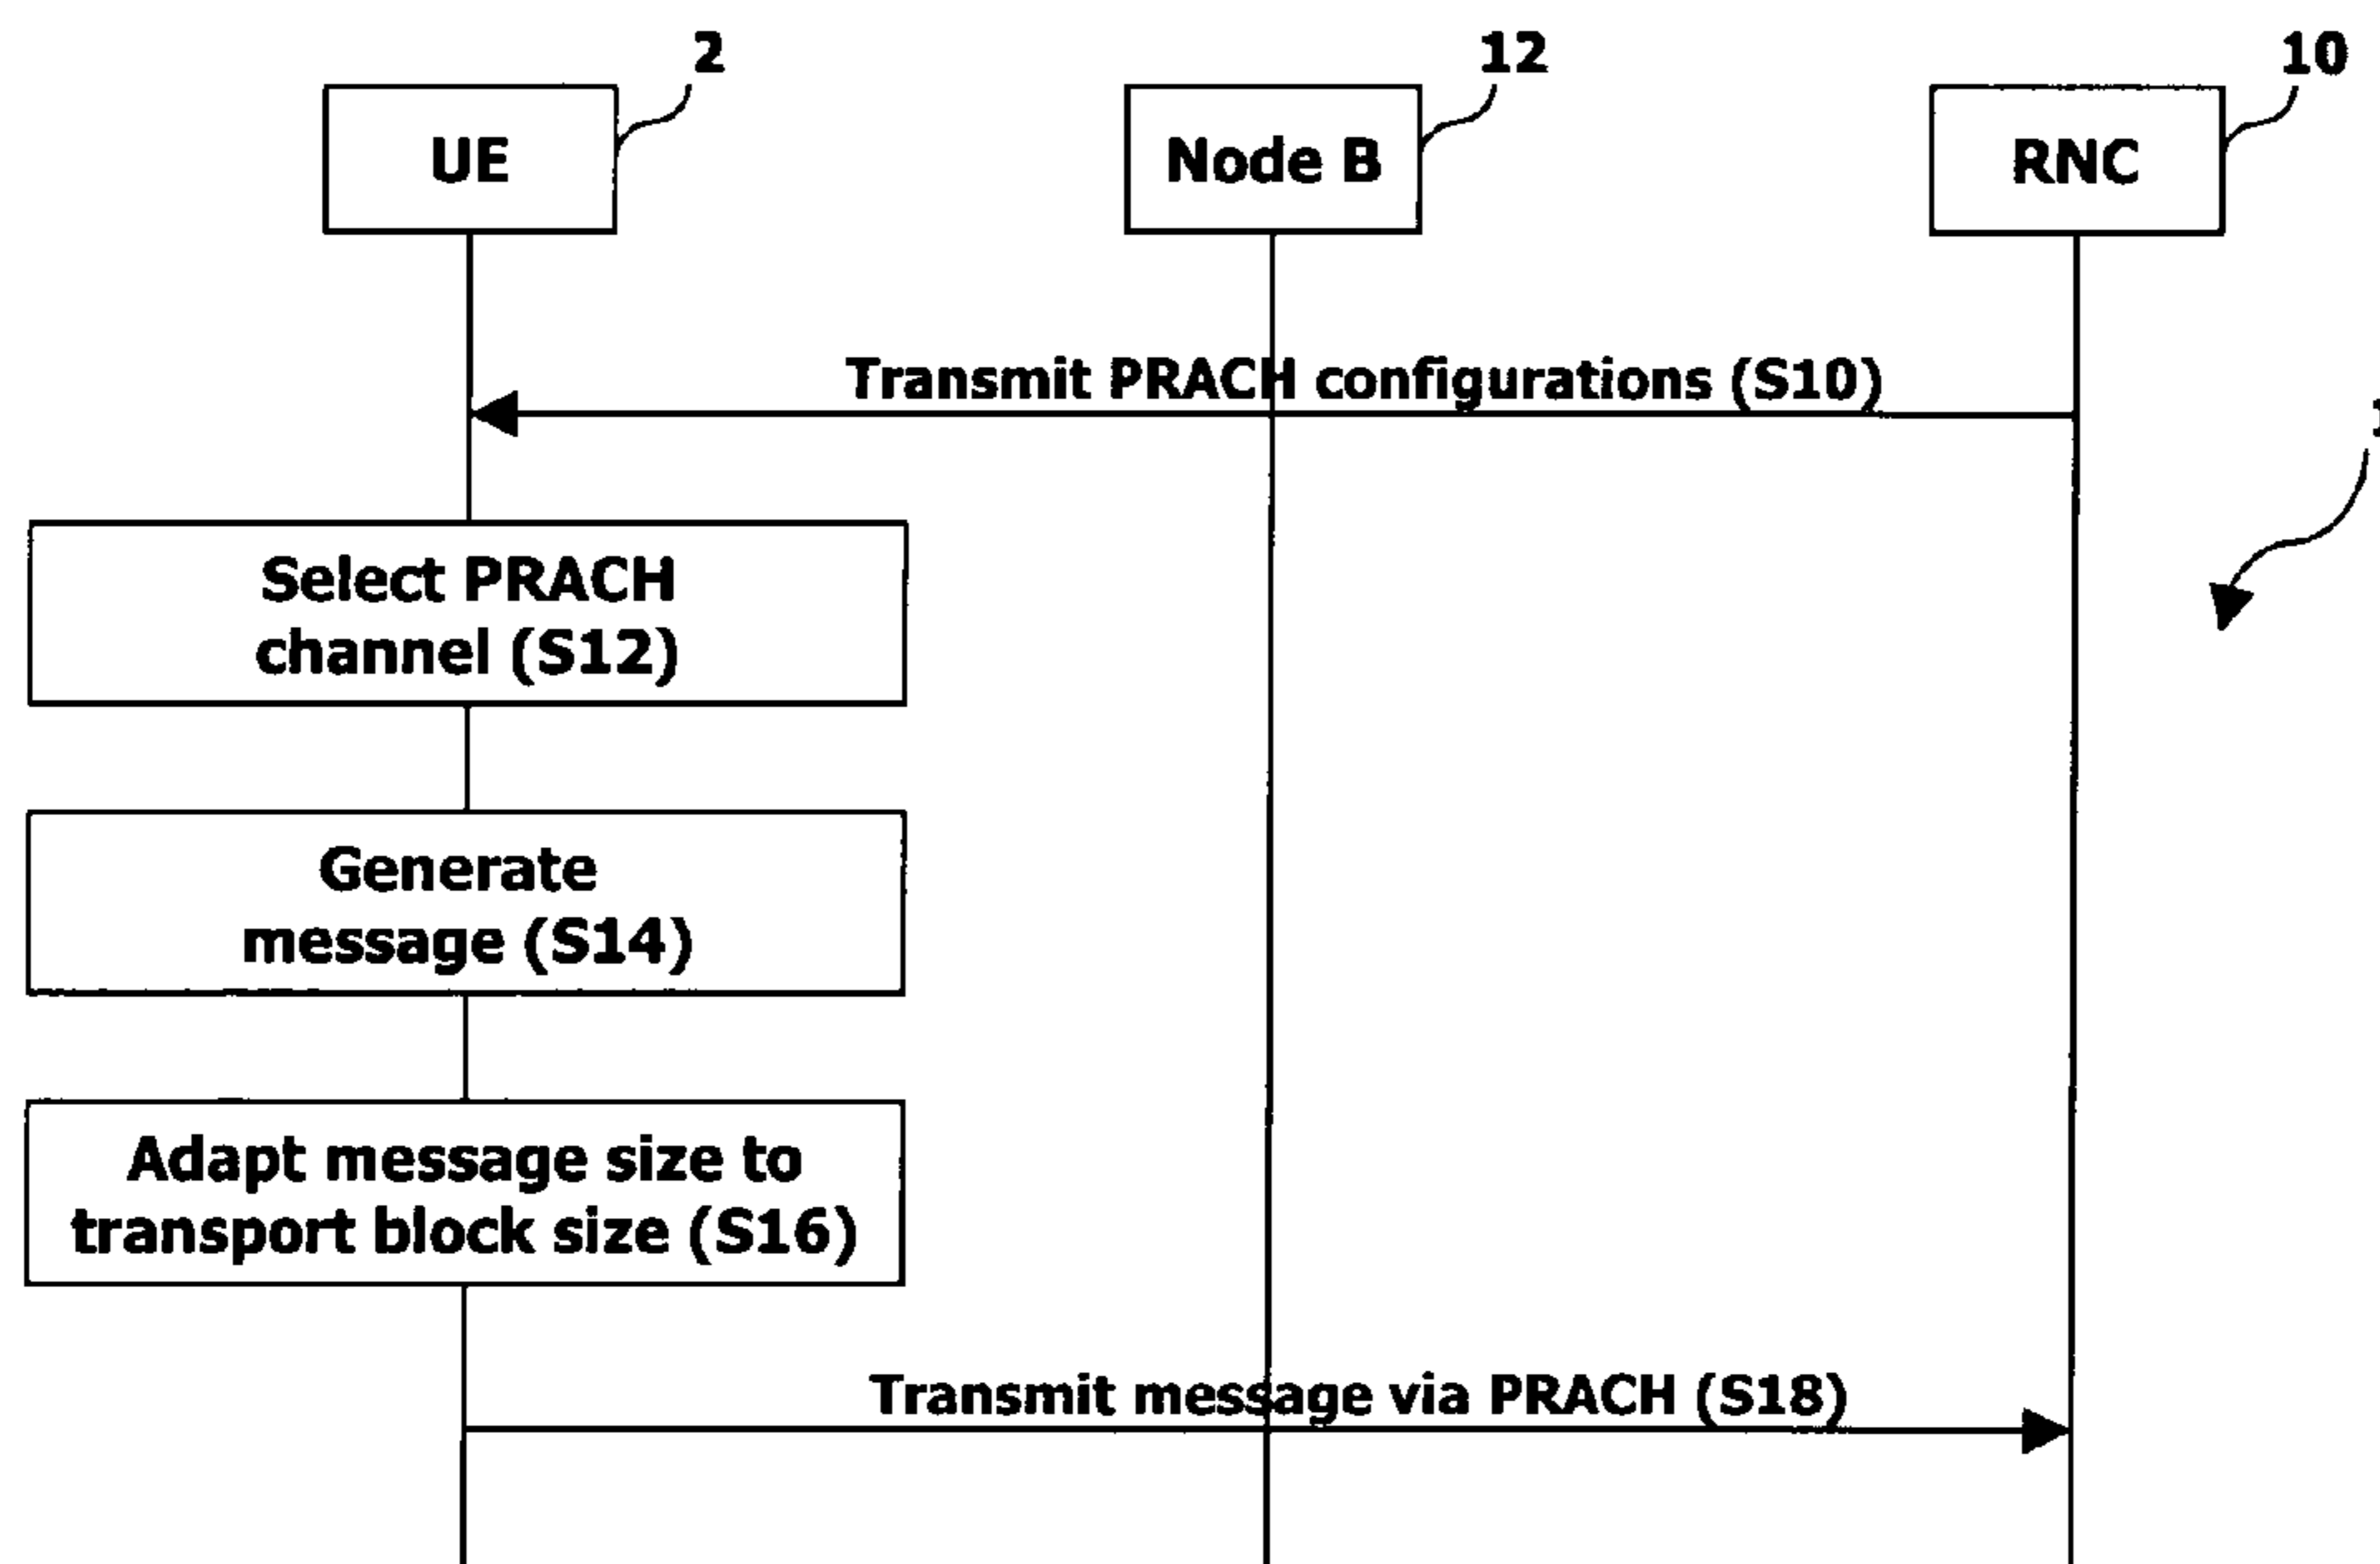 2
12
10
UE
Node B
RNC
Transmit PRACH configurations (S10)
Select PRACH
channel (S12)
Generate
message (S14)
Adapt message size to
transport block size (S16)
Transmit message via PRACH (S18)